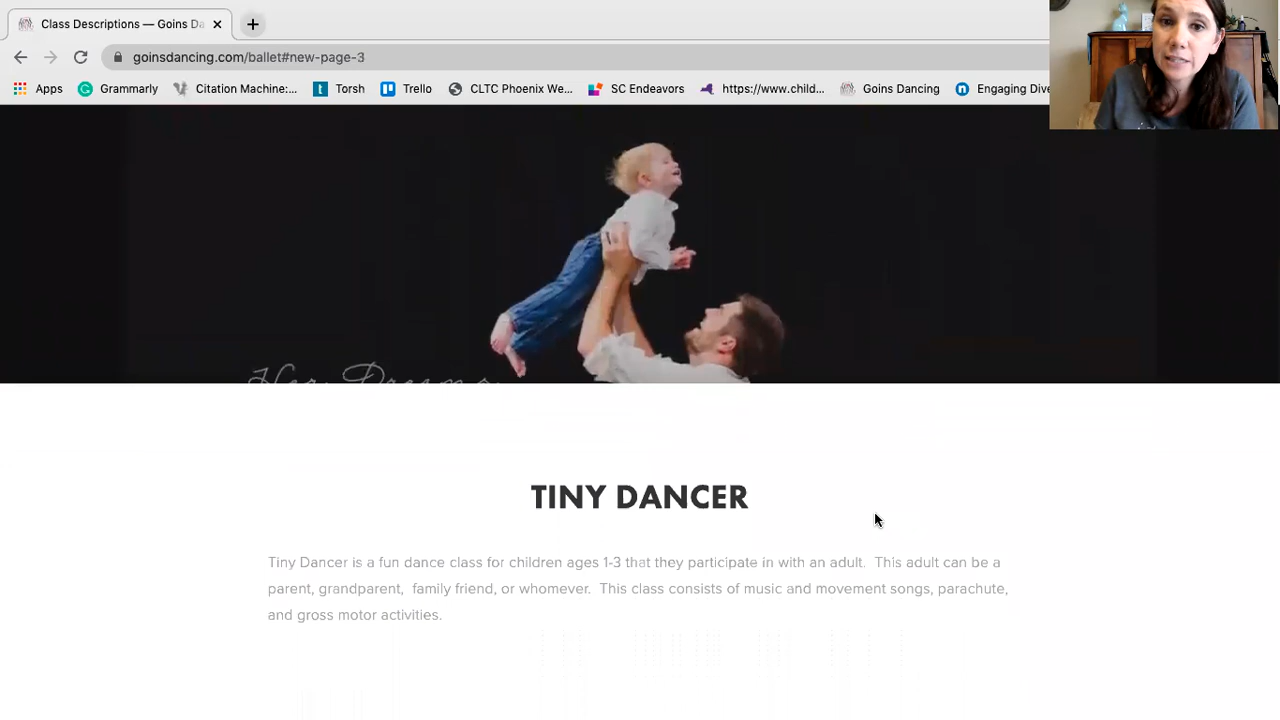 Class Descriptions — Goins Da
goinsdancing.com/ballet#new-page-3
Apps Grammarly Citation Machine:... Torsh Trello CLTC Phoenix We... SC Endeavors https://www.child... Goins Dancing Engaging Dive
Her Dreams
TINY DANCER
Tiny Dancer is a fun dance class for children ages 1-3 that they participate in with an adult. This adult can be a
parent, grandparent, family friend, or whomever. This class consists of music and movement songs, parachute,
and gross motor activities.